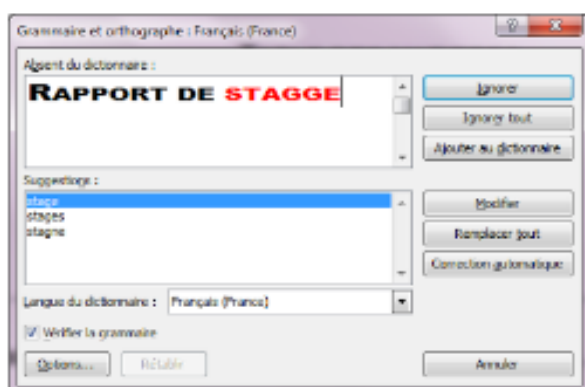 Grammaire et orthographe : Français (France)
Absent du dictionnaire :
RAPPORT DE STAGGE
Ignorer
Ignorer tout
Ajouter au dictionnaire
Suggestions :
stage
stages
stagne
Modifier
Remplacer tout
Correction automatique
Langue du dictionnaire : Français (France)
Vérifier la grammaire
Options...
Rétablir
Annuler